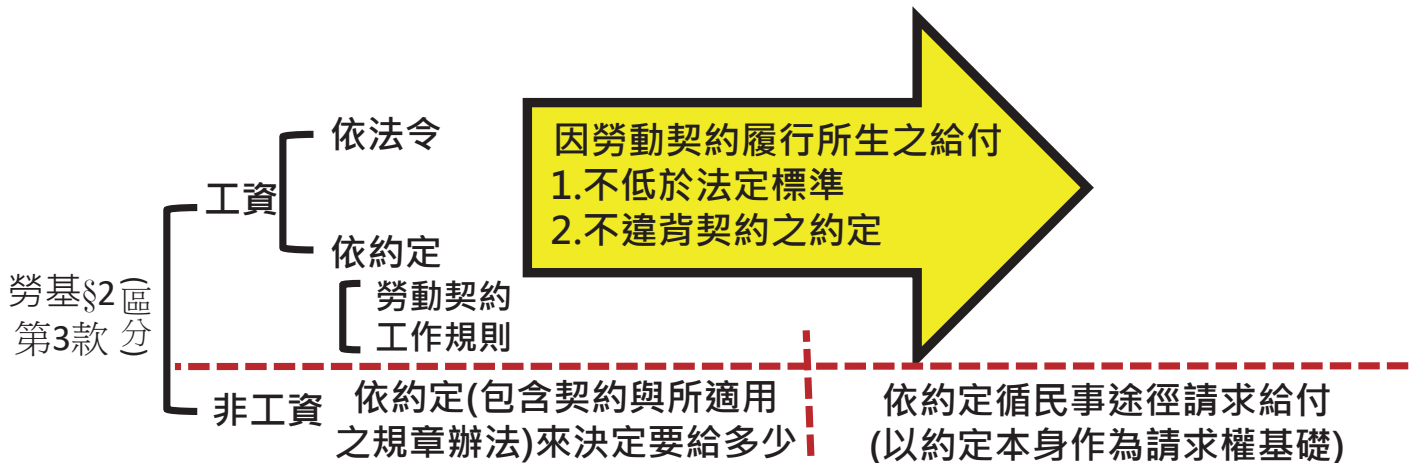 勞基§2
第3款
(區分)
工資
依法令
依約定
勞動契約
工作規則
因勞動契約履行所生之給付
1.不低於法定標準
2.不違背契約之約定
非工資
依約定(包含契約與所適用
之規章辦法)來決定要給多少
依約定循民事途徑請求給付
(以約定本身作為請求權基礎)